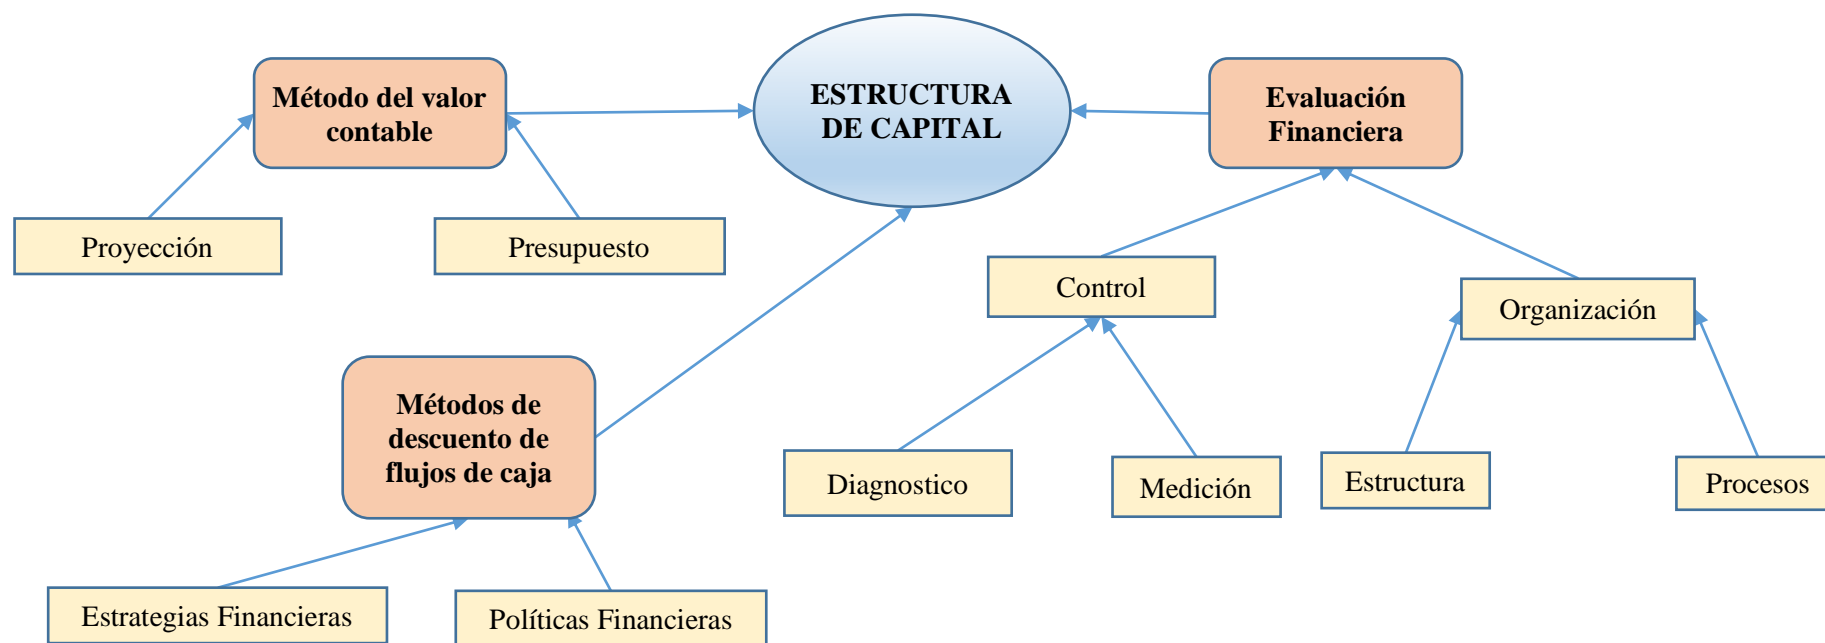 ESTRUCTURA
DE CAPITAL
Método del valor
contable
Evaluación
Financiera
Proyección
Presupuesto
Control
Organización
Métodos de
descuento de
flujos de caja
Diagnostico
Medición
Estructura
Procesos
Estrategias Financieras
Políticas Financieras